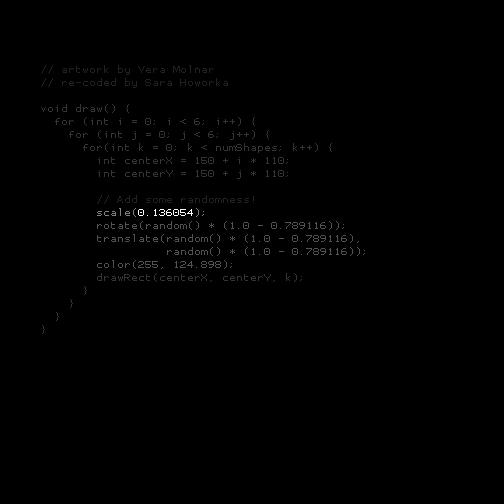 // artwork by Vera Molnar
// re-coded by Sara Howorka
void draw() {
for (int i = 0; i < 6; i++) {
for (int j = 0; j < 6; j++) {
for(int k = 0; k < numShapes; k++) {
int centerX = 150 + i * 110;
int centerY = 150 + j * 110;
// Add some randomness!
scale(0.136054);
rotate(random() * (1.0 - 0.789116));
translate(random() * (1.0 - 0.789116),
random() * (1.0 - 0.789116));
color(255, 124.898);
drawRect(centerX, centerY, k);
}
}
}
}